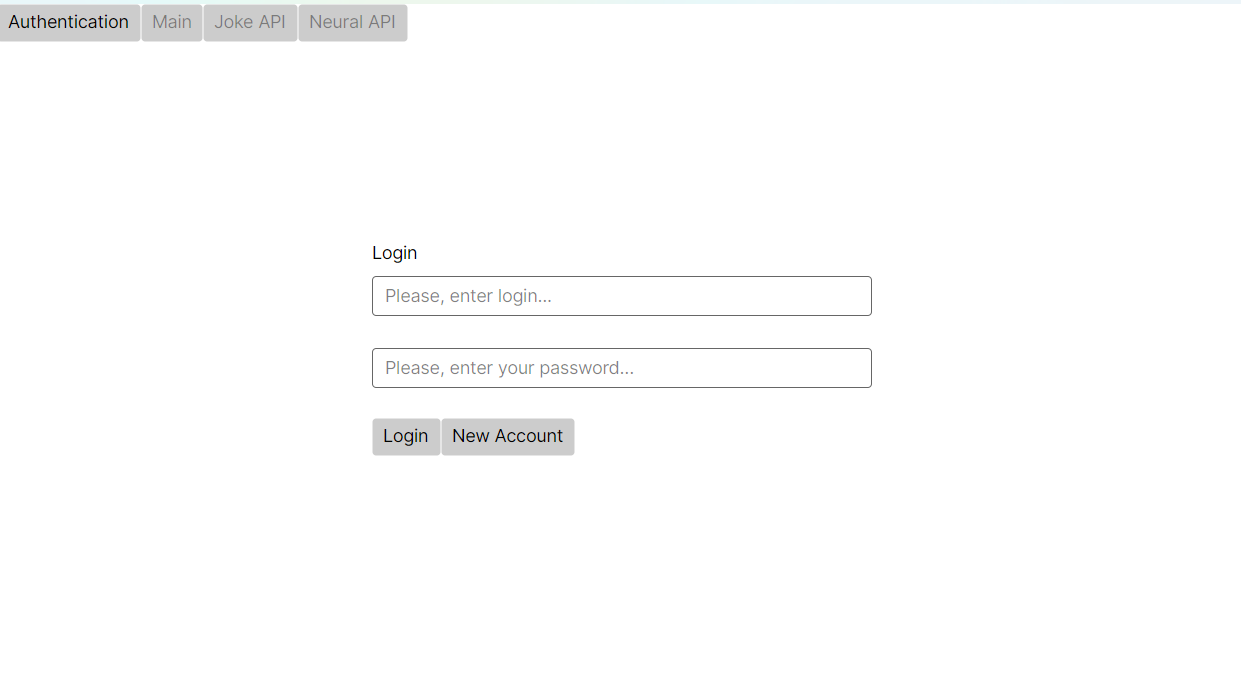 Authentication Main Joke API Neural API
Login
Please, enter login...
Please, enter your password...
Login New Account